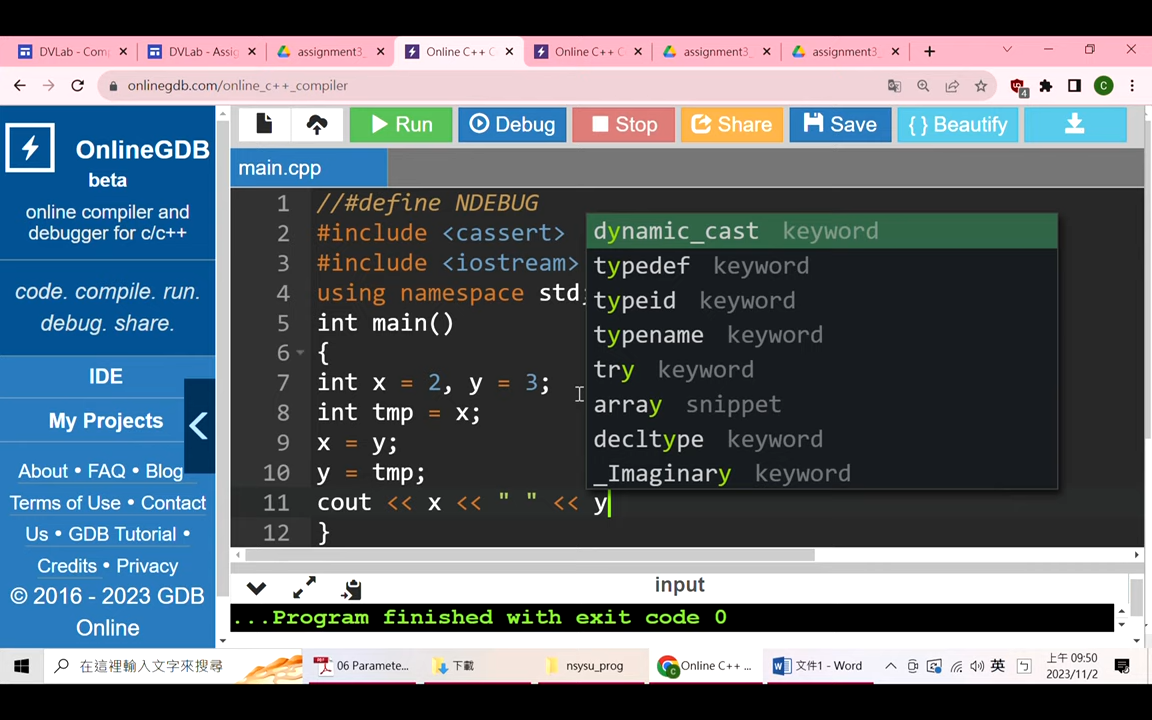 DVLab - Com
DVLab - Assig
assignment3_
Online C++ C
Online C++ C
assignment3_
assignment3_
onlinegdb.com/online_c++_compiler
4
C
OnlineGDB
beta
online compiler and
debugger for c/c++
code. compile. run.
debug. share.
IDE
My Projects
About • FAQ • Blog
Terms of Use • Contact
Us • GDB Tutorial •
Credits • Privacy
© 2016 - 2023 GDB
Online
Run
Debug
Stop
Share
Save
{ } Beautify
main.cpp
1 //#define NDEBUG
2 #include <cassert>
3 #include <iostream>
4 using namespace std;
5 int main()
6 {
7 int x = 2, y = 3;
8 int tmp = x;
9 x = y;
10 y = tmp;
11 cout << x << " " << y
12 }
dynamic_cast keyword
typedef keyword
typeid keyword
typename keyword
try keyword
array snippet
decltype keyword
_Imaginary keyword
input
...Program finished with exit code 0
在這裡輸入文字來搜尋
06 Paramete...
下載
nsysu_prog
Online C++ ...
文件1 - Word
英
上午 09:50
2023/11/2